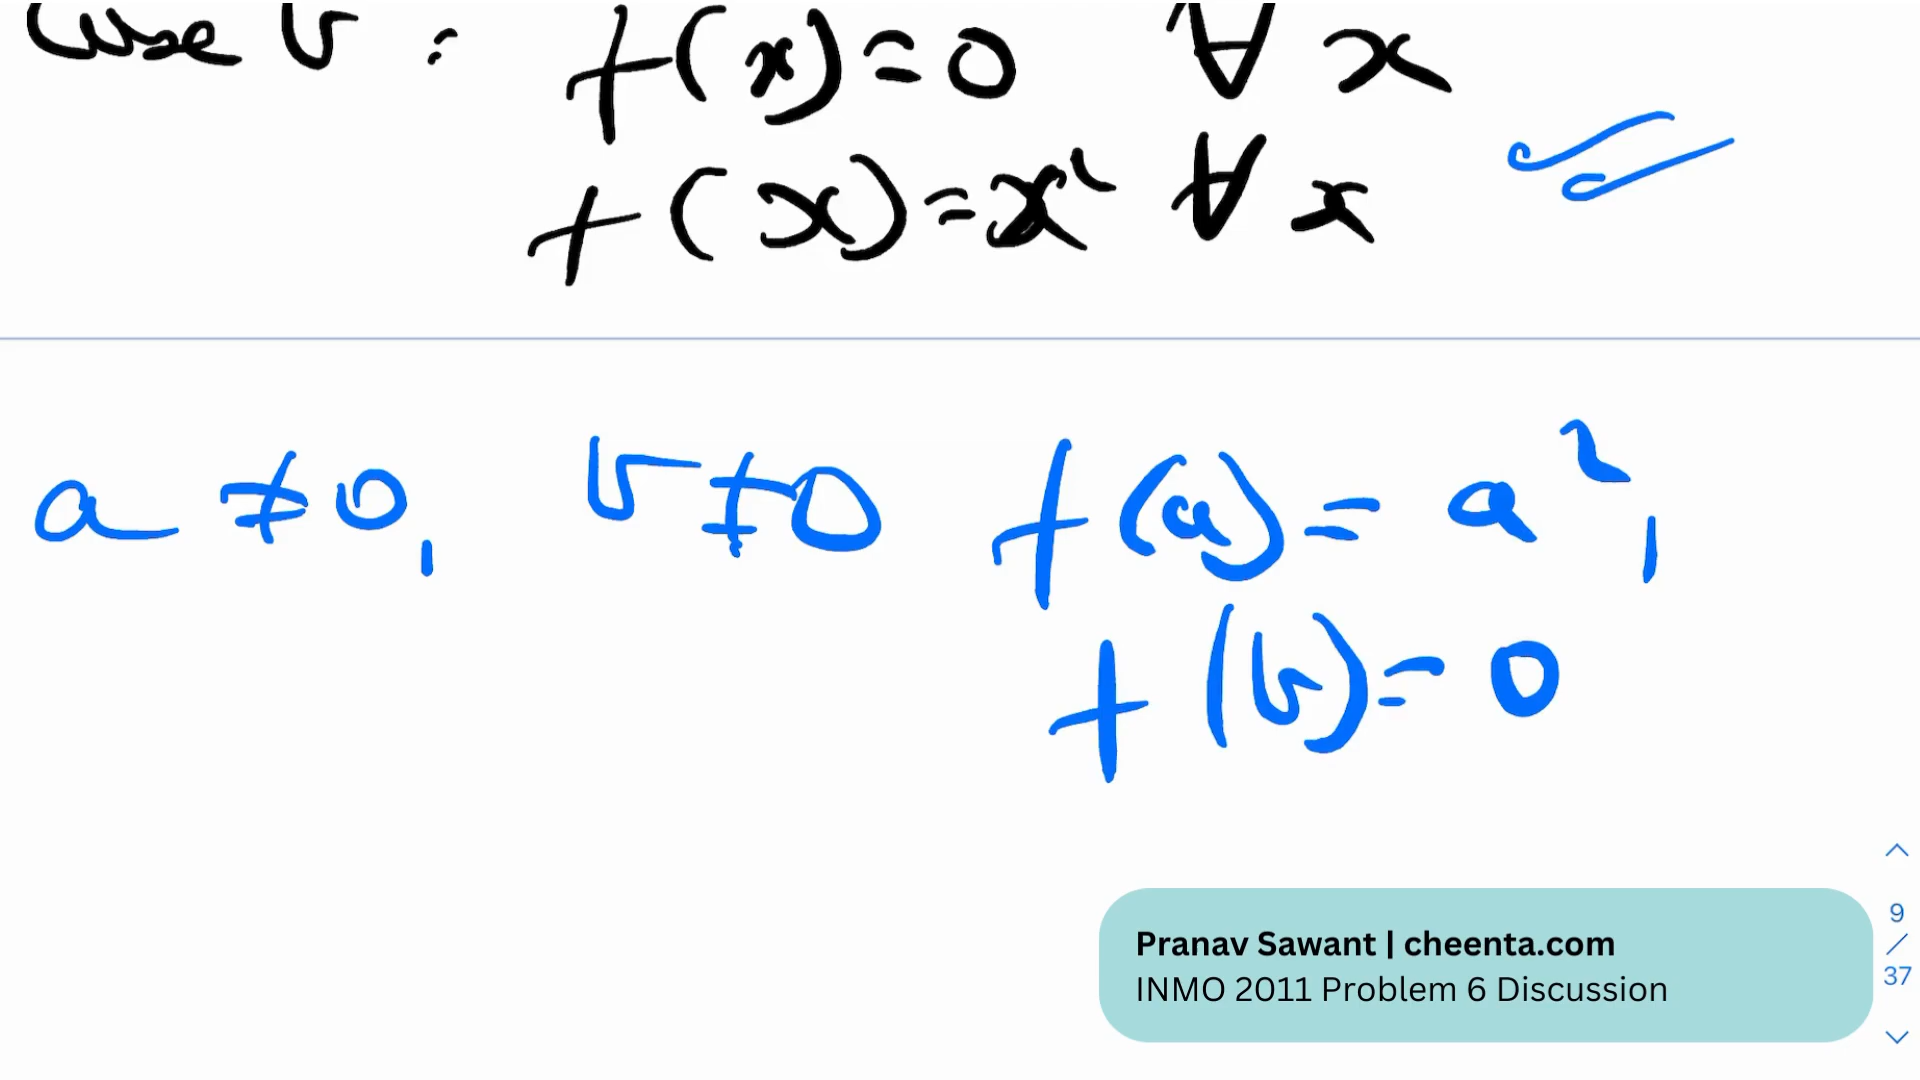 Case b : f(x)=0 ∀ x
f(x)=x² ∀ x
a ≠ 0, b ≠ 0 f(a) = a²,
f(b) = 0
9
/
37
Pranav Sawant | cheenta.com
INMO 2011 Problem 6 Discussion